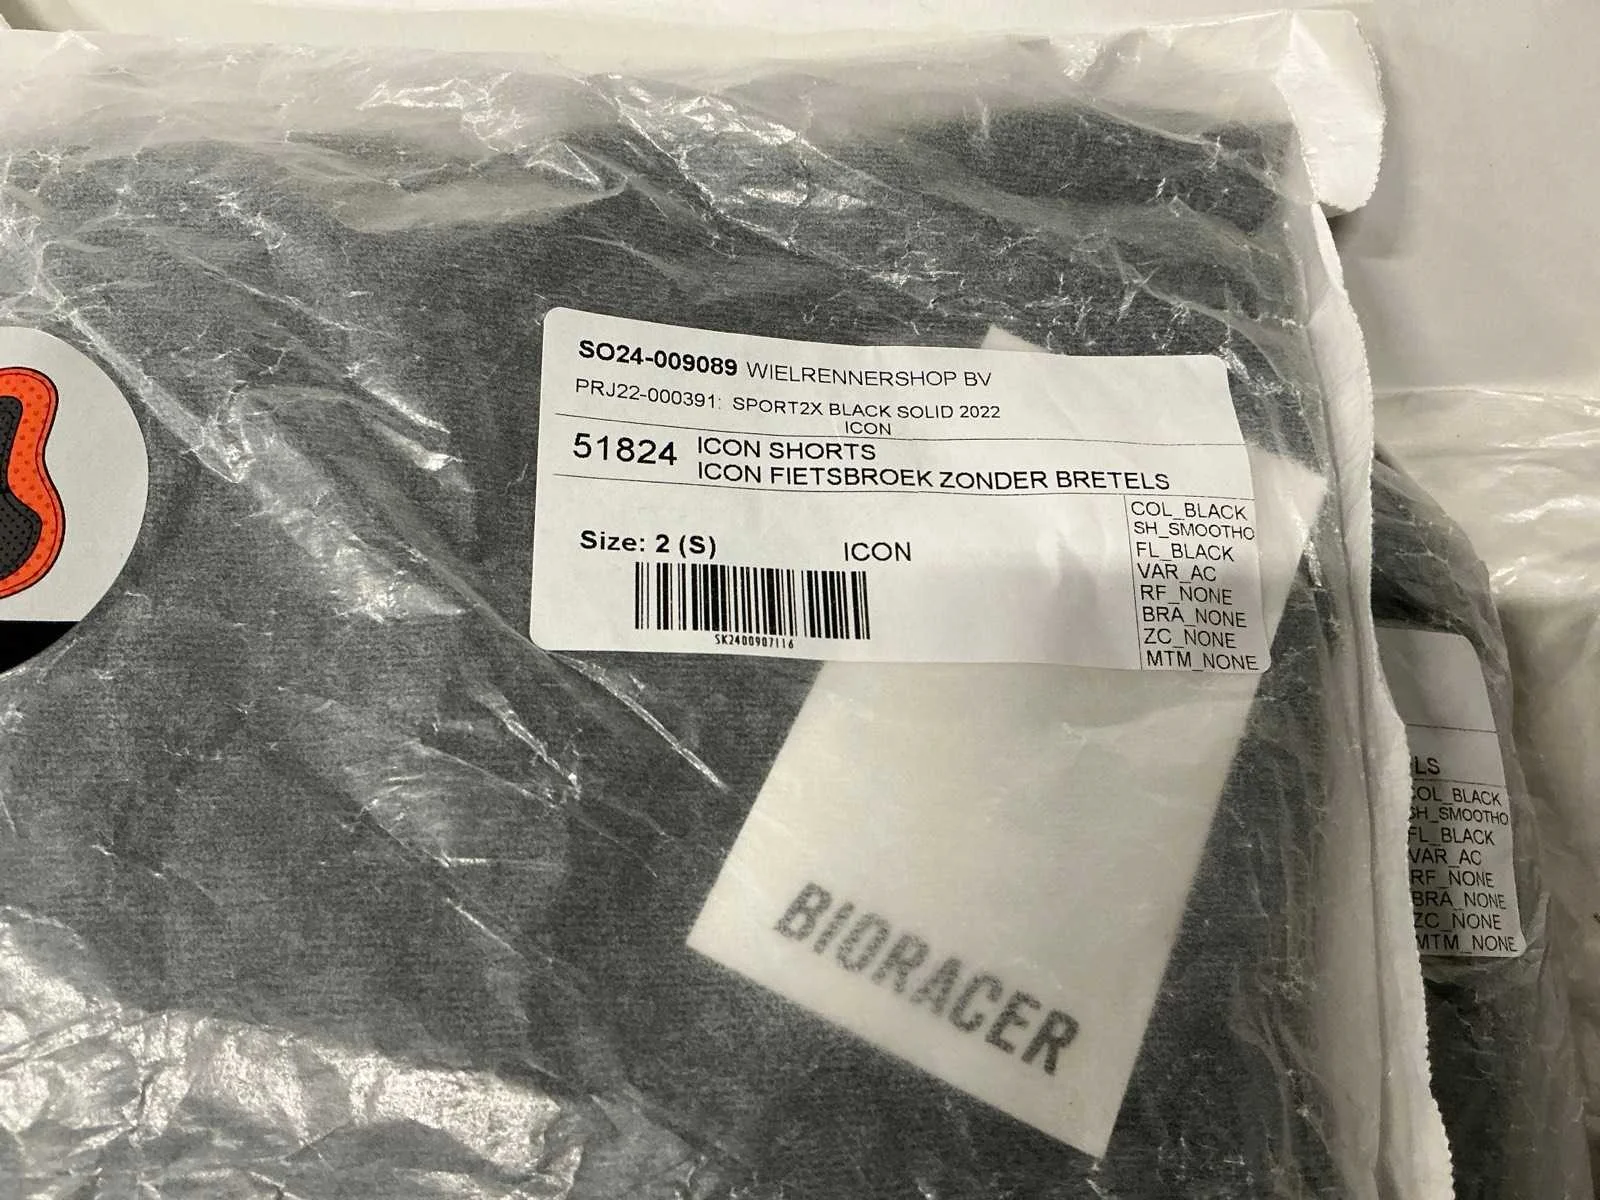 SO24-009089 WIELRENNERSHOP BV
PRJ22-000391: SPORT2X BLACK SOLID 2022
ICON
51824 ICON SHORTS
ICON FIETSBROEK ZONDER BRETELS
Size: 2 (S) ICON
SK2400907116
COL_BLACK
SH_SMOOTHO
FL_BLACK
VAR_AC
RF_NONE
BRA_NONE
ZC_NONE
MTM_NONE
BIORACER
LS
COL_BLACK
SH_SMOOTHO
FL_BLACK
VAR_AC
RF_NONE
BRA_NONE
ZC_NONE
MTM_NONE